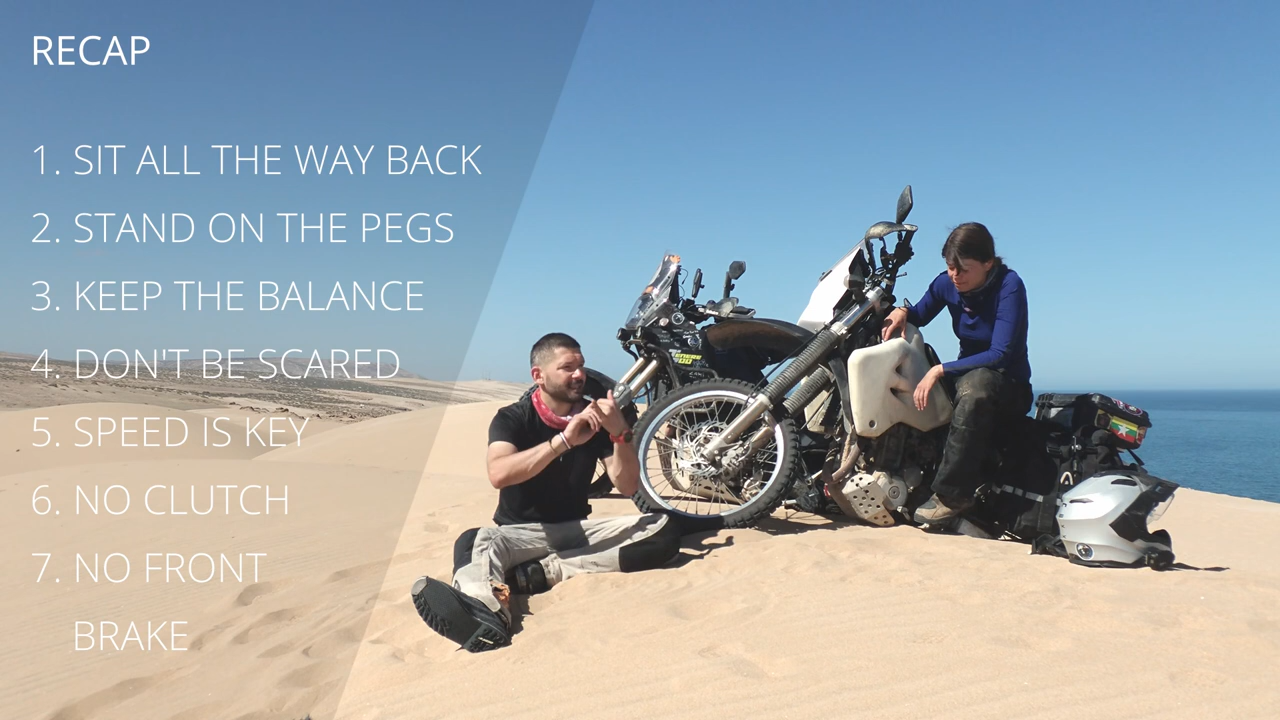 RECAP
1. SIT ALL THE WAY BACK
2. STAND ON THE PEGS
3. KEEP THE BALANCE
4. DON'T BE SCARED
5. SPEED IS KEY
6. NO CLUTCH
7. NO FRONT
BRAKE